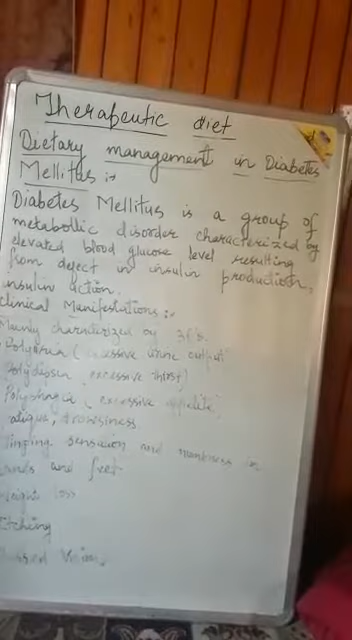 Therapeutic diet
Dietary management in Diabetes
Mellitus :-
Diabetes Mellitus is a group of
metabolic disorder characterized by
elevated blood glucose level resulting
from defect in insulin production,
insulin action.
Clinical Manifestations :-
Mainly characterized by 3P's.
Polyuria (excessive urine output
Polydipsia (excessive thirst)
Polyphagia (excessive appetite
fatigue, drowsiness
Tingling sensation and numbness in
hands and feet
Weight loss
Itching
Blurred Vision